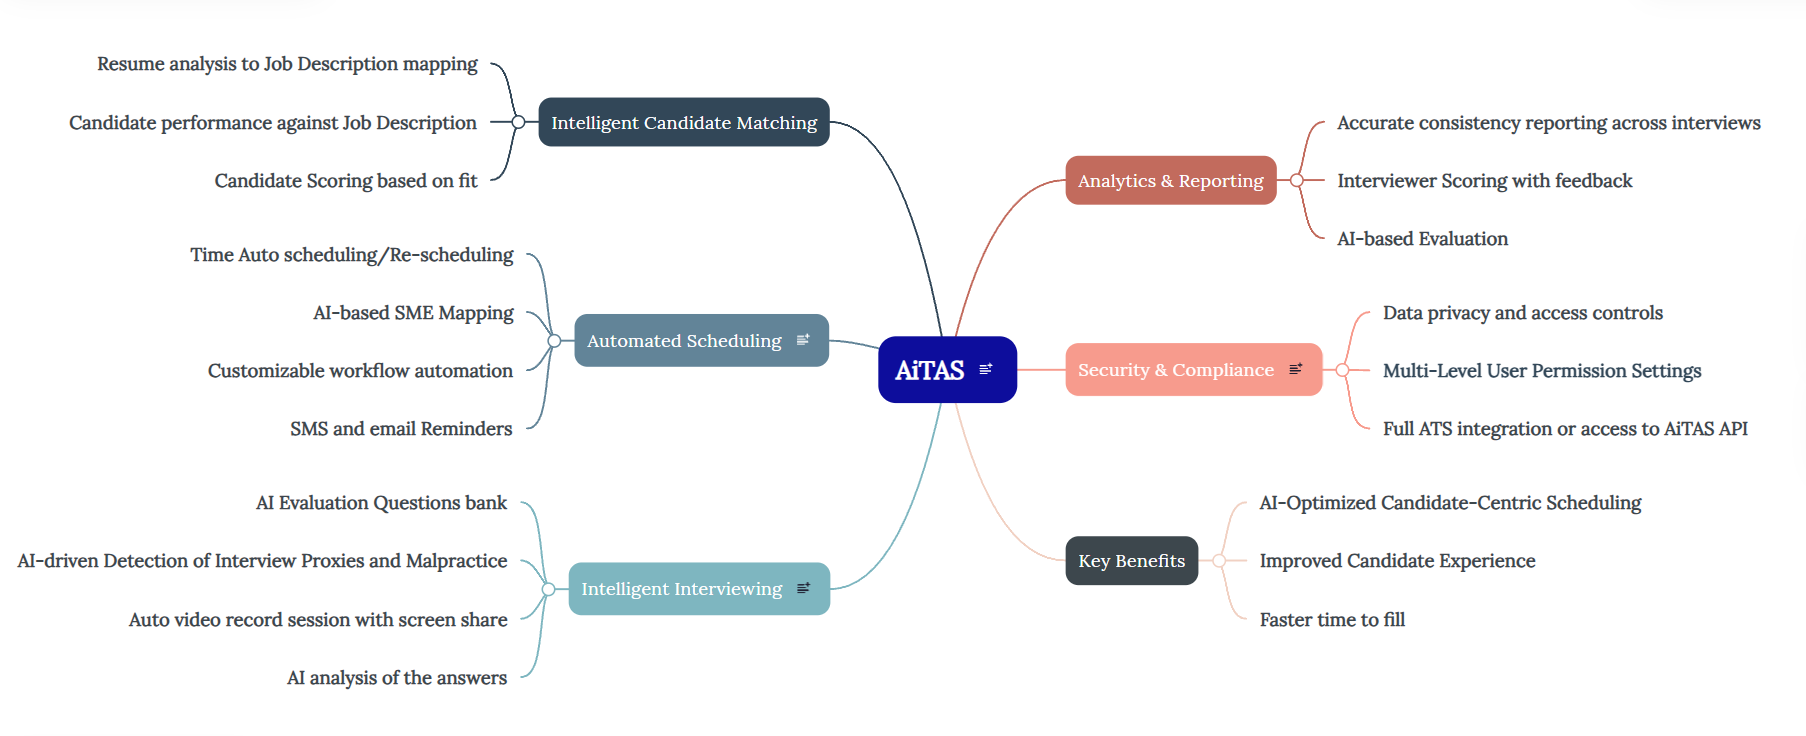 AiTAS
Intelligent Candidate Matching
Resume analysis to Job Description mapping
Candidate performance against Job Description
Candidate Scoring based on fit
Automated Scheduling
Time Auto scheduling/Re-scheduling
AI-based SME Mapping
Customizable workflow automation
SMS and email Reminders
Intelligent Interviewing
AI Evaluation Questions bank
AI-driven Detection of Interview Proxies and Malpractice
Auto video record session with screen share
AI analysis of the answers
Analytics & Reporting
Accurate consistency reporting across interviews
Interviewer Scoring with feedback
AI-based Evaluation
Security & Compliance
Data privacy and access controls
Multi-Level User Permission Settings
Full ATS integration or access to AiTAS API
Key Benefits
AI-Optimized Candidate-Centric Scheduling
Improved Candidate Experience
Faster time to fill